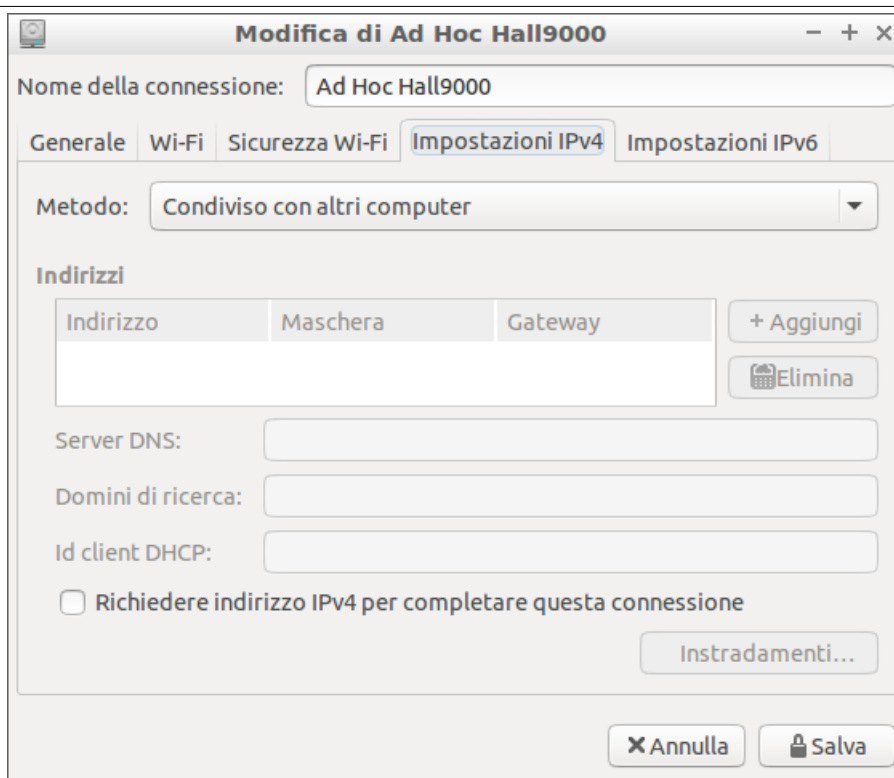 Modifica di Ad Hoc Hall9000
Nome della connessione: Ad Hoc Hall9000
Generale Wi-Fi Sicurezza Wi-Fi Impostazioni IPv4 Impostazioni IPv6
Metodo: Condiviso con altri computer
Indirizzi
Indirizzo Maschera Gateway + Aggiungi
Elimina
Server DNS:
Domini di ricerca:
Id client DHCP:
Richiedere indirizzo IPv4 per completare questa connessione
Instradamenti...
Annulla Salva